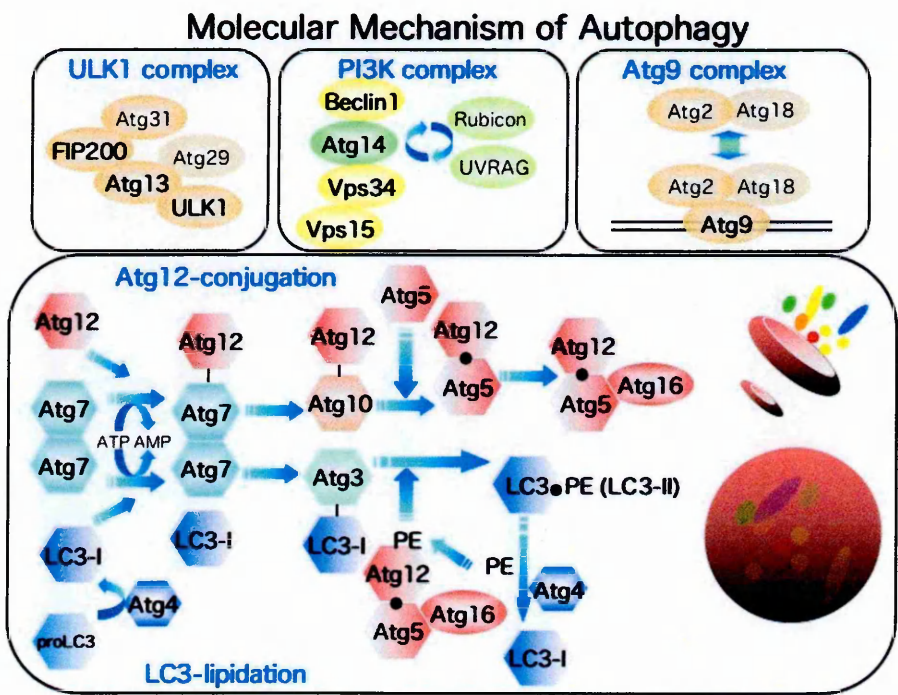 Molecular Mechanism of Autophagy
ULK1 complex
Atg31
FIP200
Atg29
Atg13
ULK1
PI3K complex
Beclin1
Rubicon
Atg14
UVRAG
Vps34
Vps15
Atg9 complex
Atg2 Atg18
Atg2 Atg18
Atg9
Atg12-conjugation
Atg12
Atg12
Atg12
Atg5
Atg12
Atg12
Atg7
Atg7
Atg10
Atg5
Atg5
Atg16
ATP AMP
Atg7
Atg7
Atg3
LC3 PE (LC3-II)
LC3-I
LC3-I
LC3-I
PE
PE
Atg12
Atg4
Atg4
Atg16
Atg5
proLC3
LC3-I
LC3-lipidation